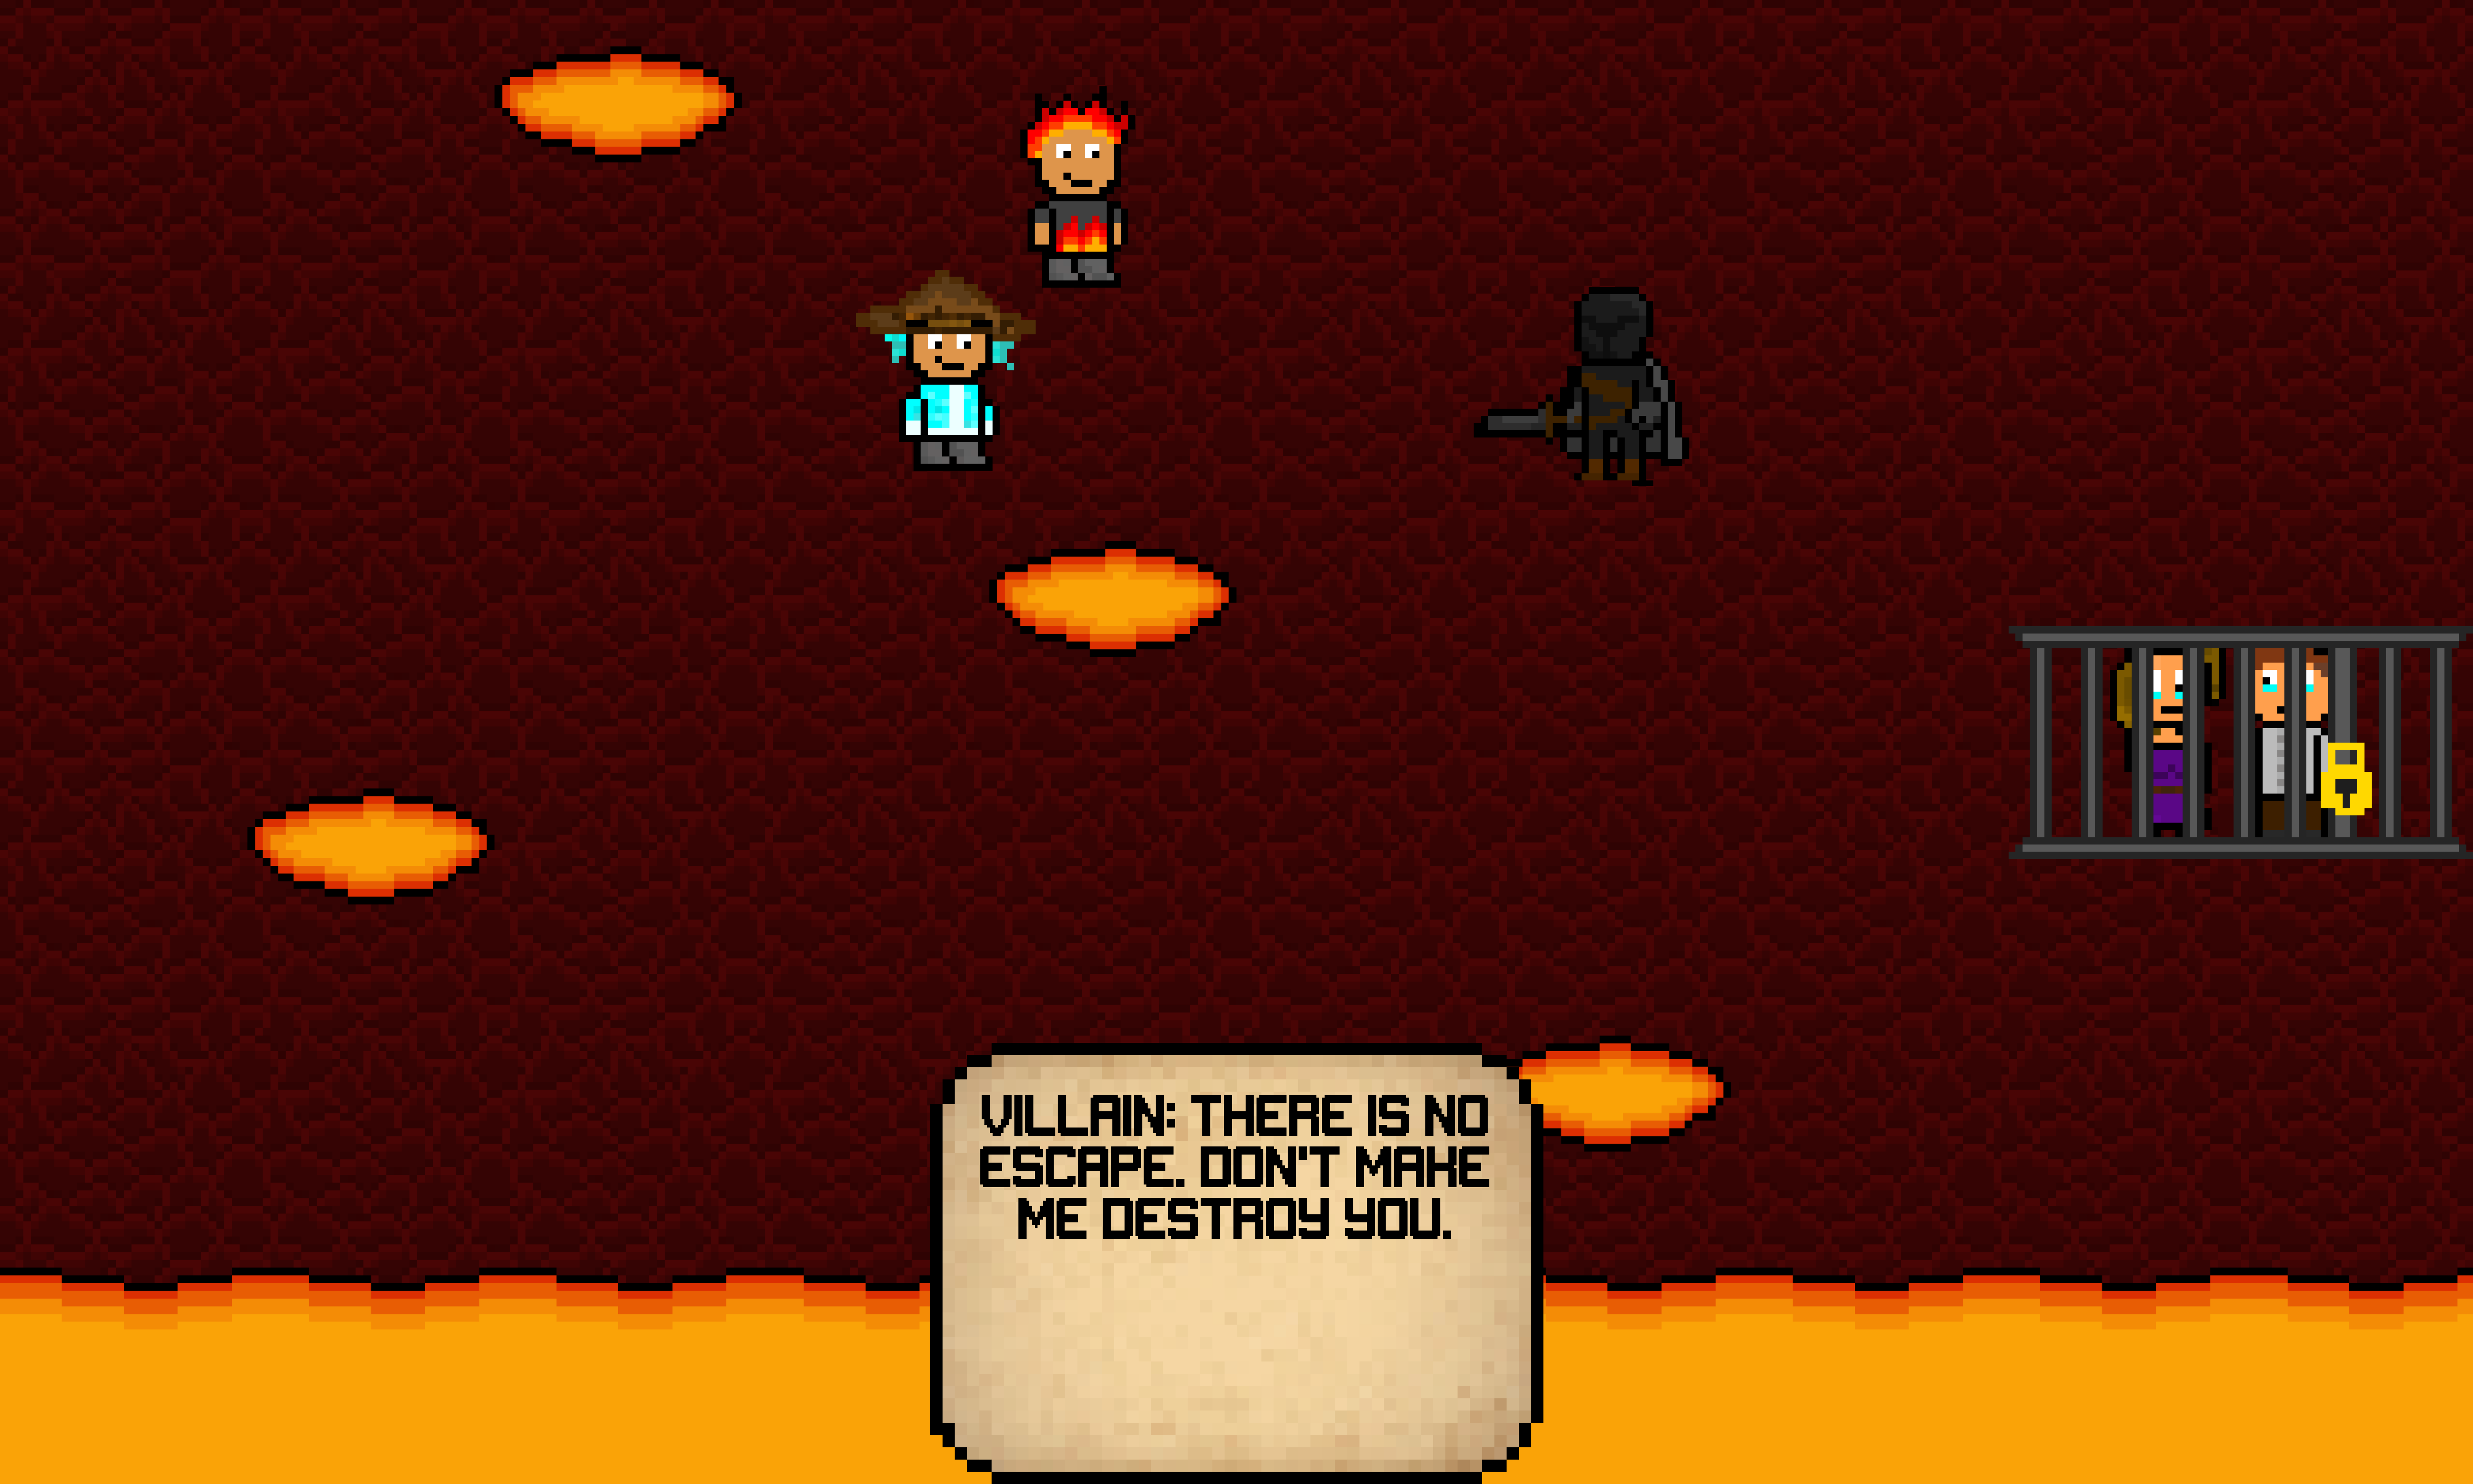 VILLAIN: THERE IS NO
ESCAPE. DON'T MAKE
ME DESTROY YOU.